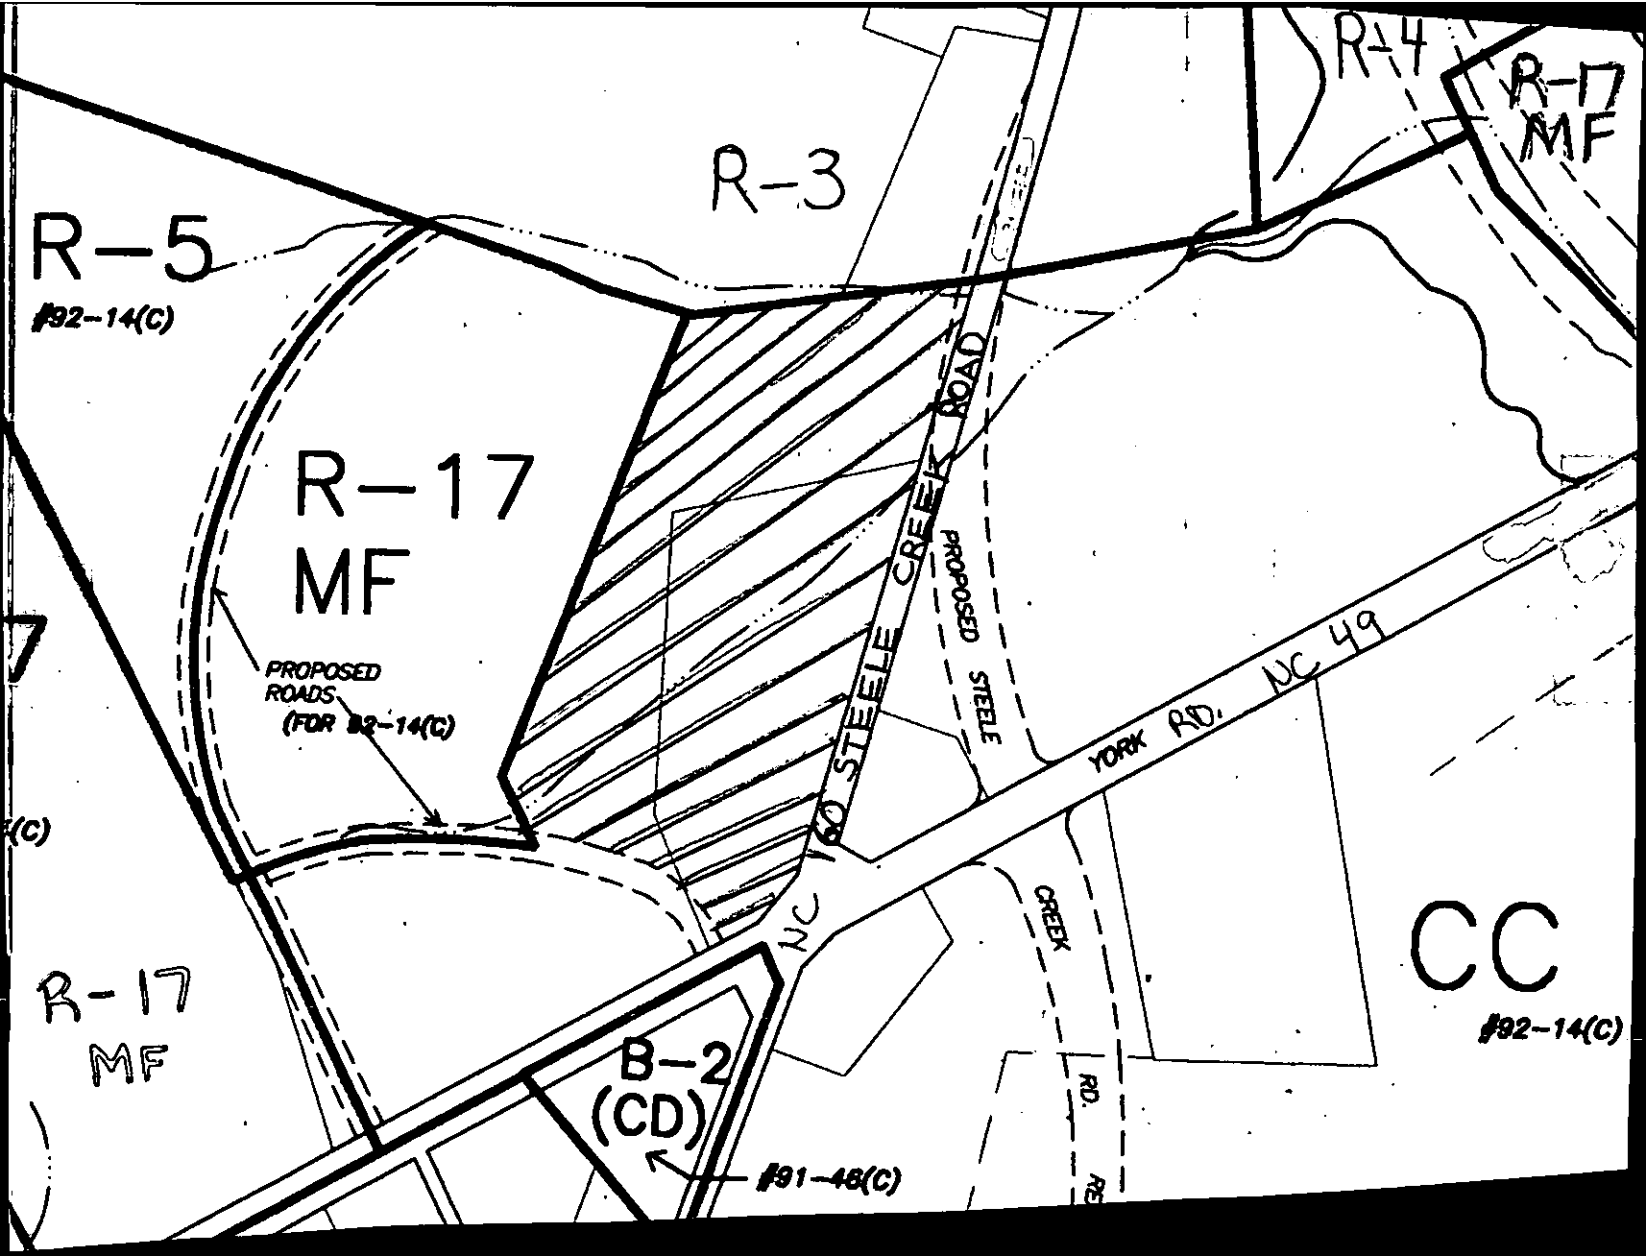 R-4
R-17
MF
R-3
R-5
#92-14(C)
STEELE CREEK ROAD
R-17
MF
PROPOSED STEELE
CREEK
RD.
PROPOSED
ROADS
(FOR 92-14(C)
YORK RD. NC 49
7
(C)
NC 160
CC
#92-14(C)
R-17
MF
B-2
(CD)
#91-46(C)